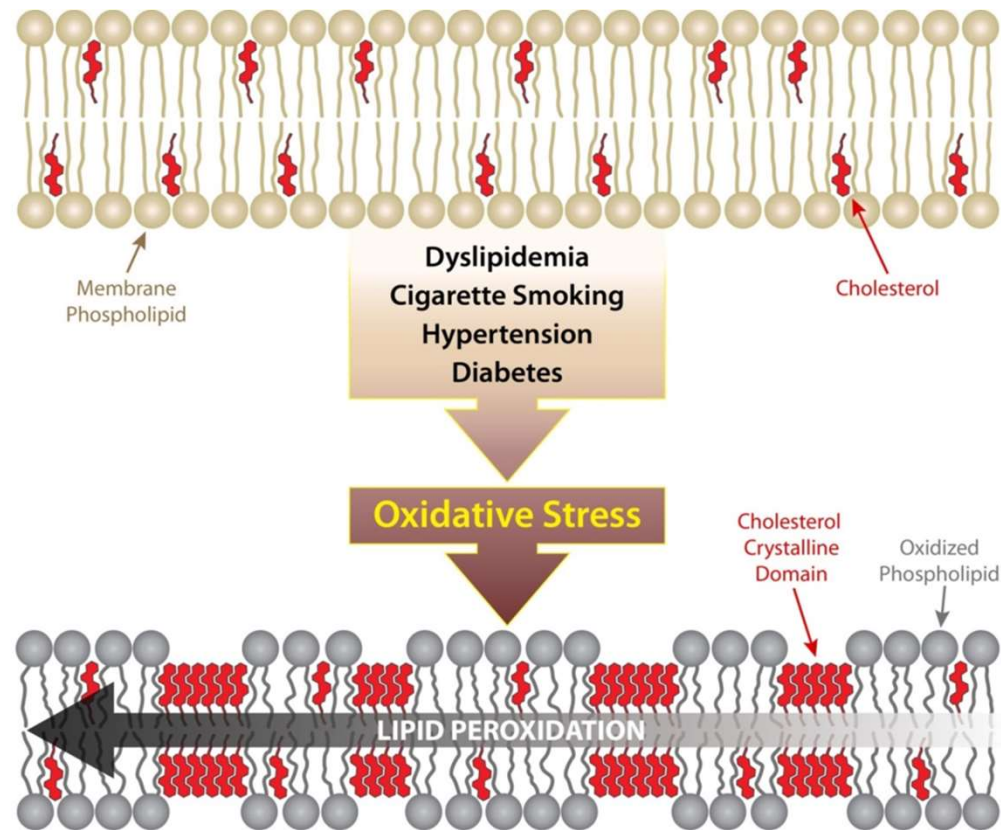 Membrane
Phospholipid
Dyslipidemia
Cigarette Smoking
Hypertension
Diabetes
Cholesterol
Oxidative Stress
Cholesterol
Crystalline
Domain
Oxidized
Phospholipid
LIPID PEROXIDATION